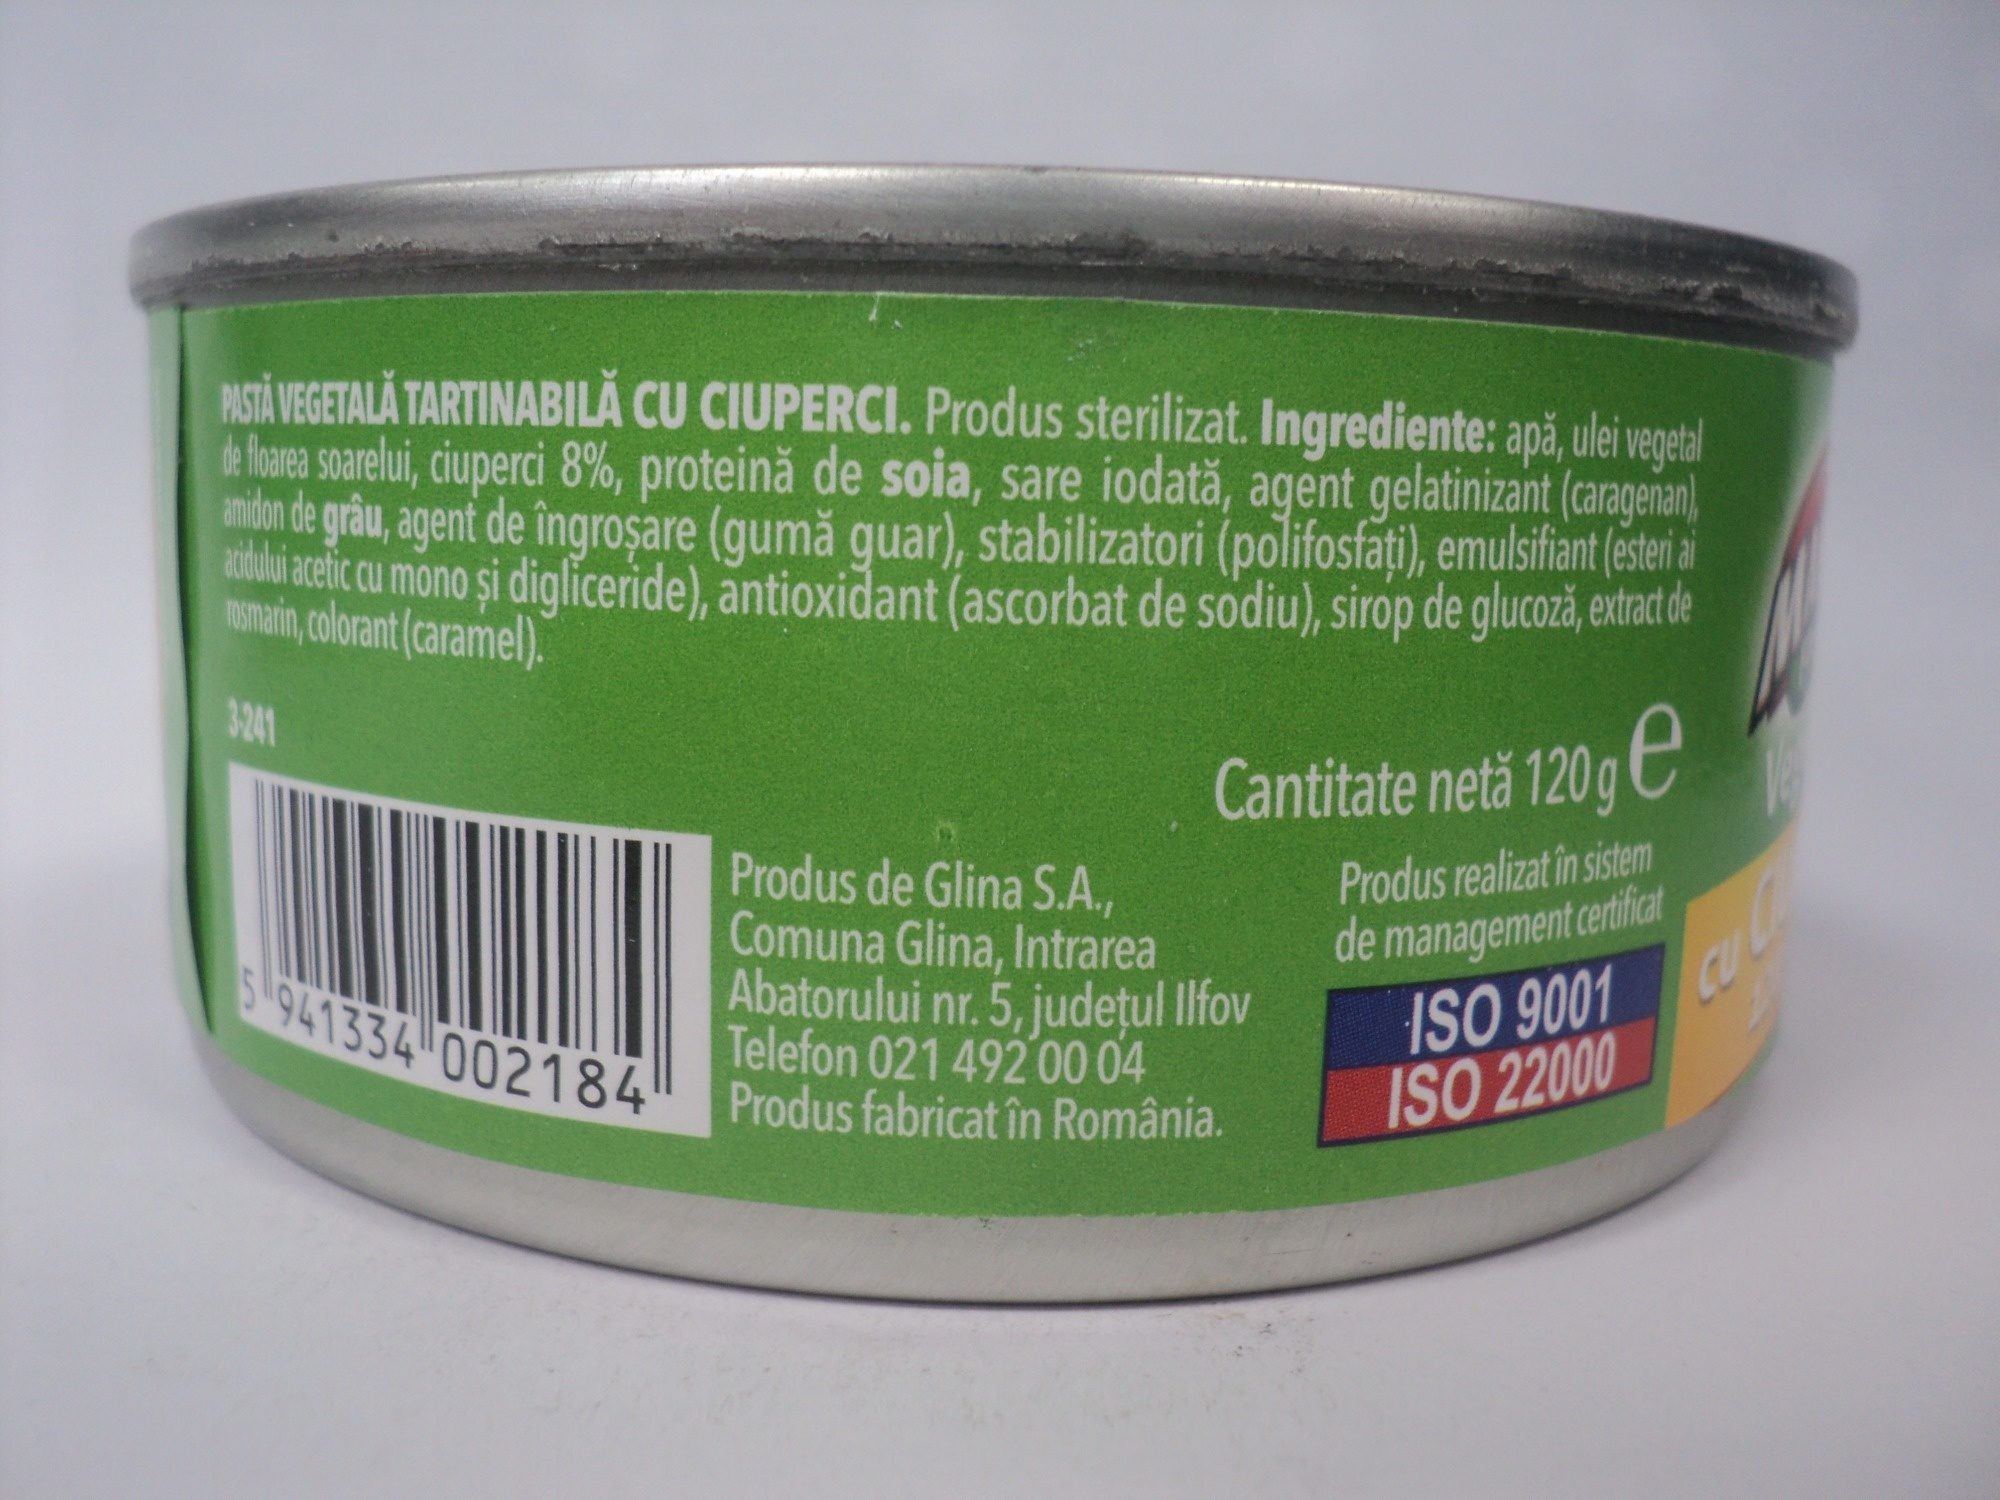 PASTĂ VEGETALĂ TARTINABILĂ CU CIUPERCI. Produs sterilizat. Ingrediente: apă, ulei vegetal
de floarea soarelui, ciuperci 8%, proteină de soia, sare iodată, agent gelatinizant (caragenan),
amidon de grâu, agent de îngroșare (gumă guar), stabilizatori (polifosfați), emulsifiant (esteri ai
acidului acetic cu mono și digliceride), antioxidant (ascorbat de sodiu), sirop de glucoză, extract de
rosmarin, colorant (caramel).
3-241
Cantitate netă 120 g e
5 941334 002184
Produs de Glina S.A.,
Comuna Glina, Intrarea
Abatorului nr. 5, județul Ilfov
Telefon 021 492 00 04
Produs fabricat în România.
Produs realizat în sistem
de management certificat
ISO 9001
ISO 22000
cu